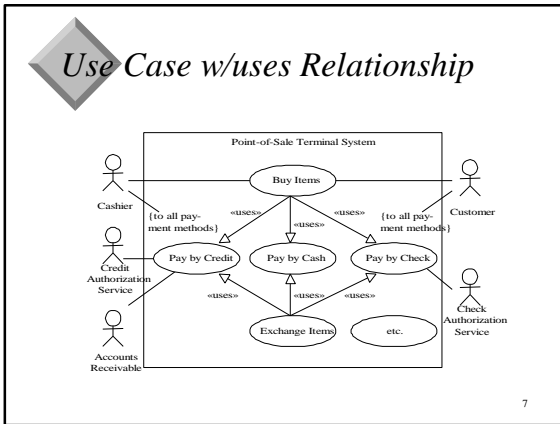 Use Case w/uses Relationship
Point-of-Sale Terminal System
Buy Items
Cashier
Customer
«uses»
«uses»
«uses»
{to all pay-
ment methods}
{to all pay-
ment methods}
Pay by Credit
Pay by Cash
Pay by Check
Credit
Authorization
Service
«uses»
«uses»
«uses»
Check
Authorization
Service
Exchange Items
etc.
Accounts
Receivable
7